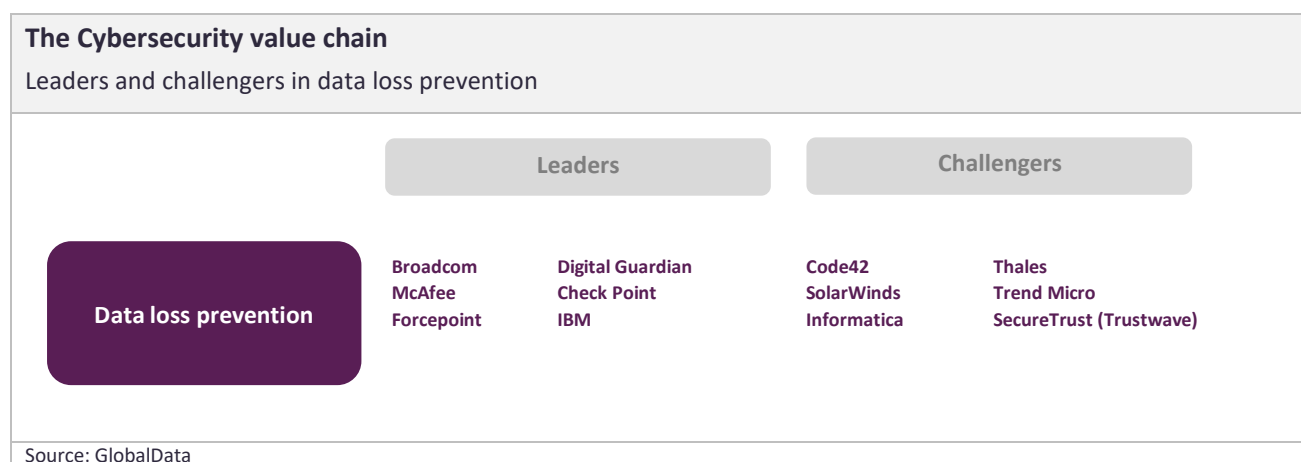 The Cybersecurity value chain
Leaders and challengers in data loss prevention
Leaders
Challengers
Data loss prevention
Broadcom
McAfee
Forcepoint
Digital Guardian
Check Point
IBM
Code42
SolarWinds
Informatica
Thales
Trend Micro
SecureTrust (Trustwave)
Source: GlobalData